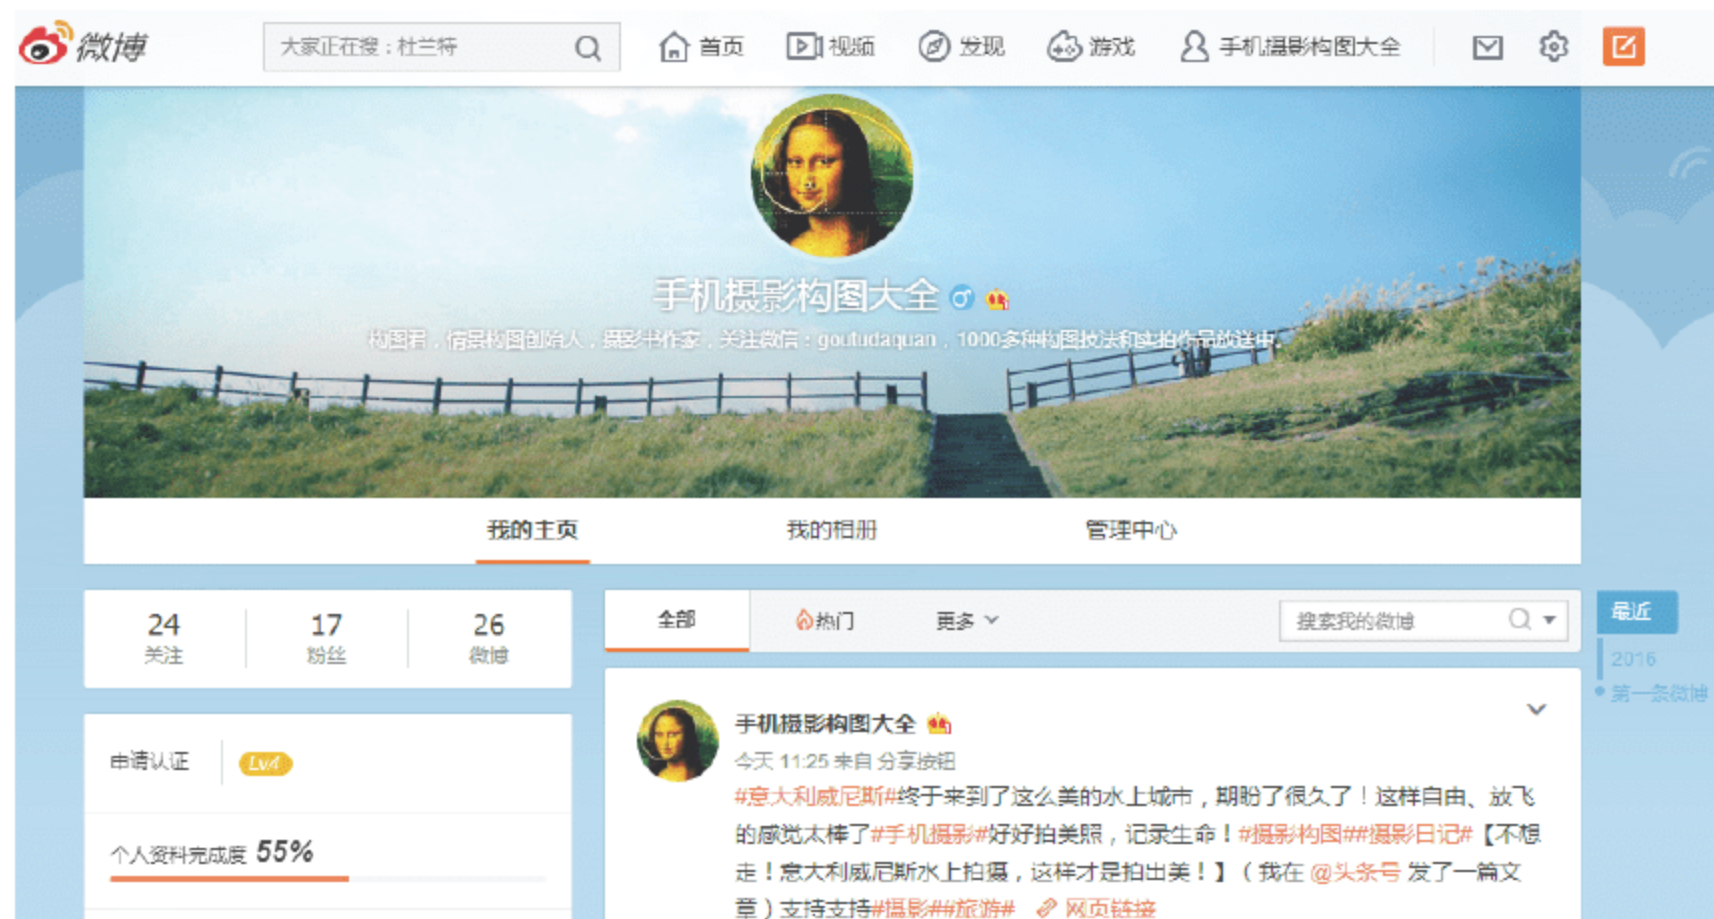 微博
大家正在搜：杜兰特
首页
视频
发现
游戏
手机摄影构图大全
手机摄影构图大全
构图君，情景构图创始人，摄影书作家，关注微信：goutudaquan，1000多种构图技法和实拍作品放送中。
我的主页
我的相册
管理中心
24
关注
17
粉丝
26
微博
全部
热门
更多
搜索我的微博
最近
2016
第一条微博
申请认证
Lv4
个人资料完成度 55%
手机摄影构图大全
今天 11:25 来自 分享按钮
#意大利威尼斯#终于来到了这么美的水上城市，期盼了很久了！这样自由、放飞
的感觉太棒了#手机摄影#好好拍美照，记录生命！#摄影构图##摄影日记#【不想
走！意大利威尼斯水上拍摄，这样才是拍出美！】（我在 @头条号 发了一篇文
章）支持支持#摄影##旅游# 网页链接